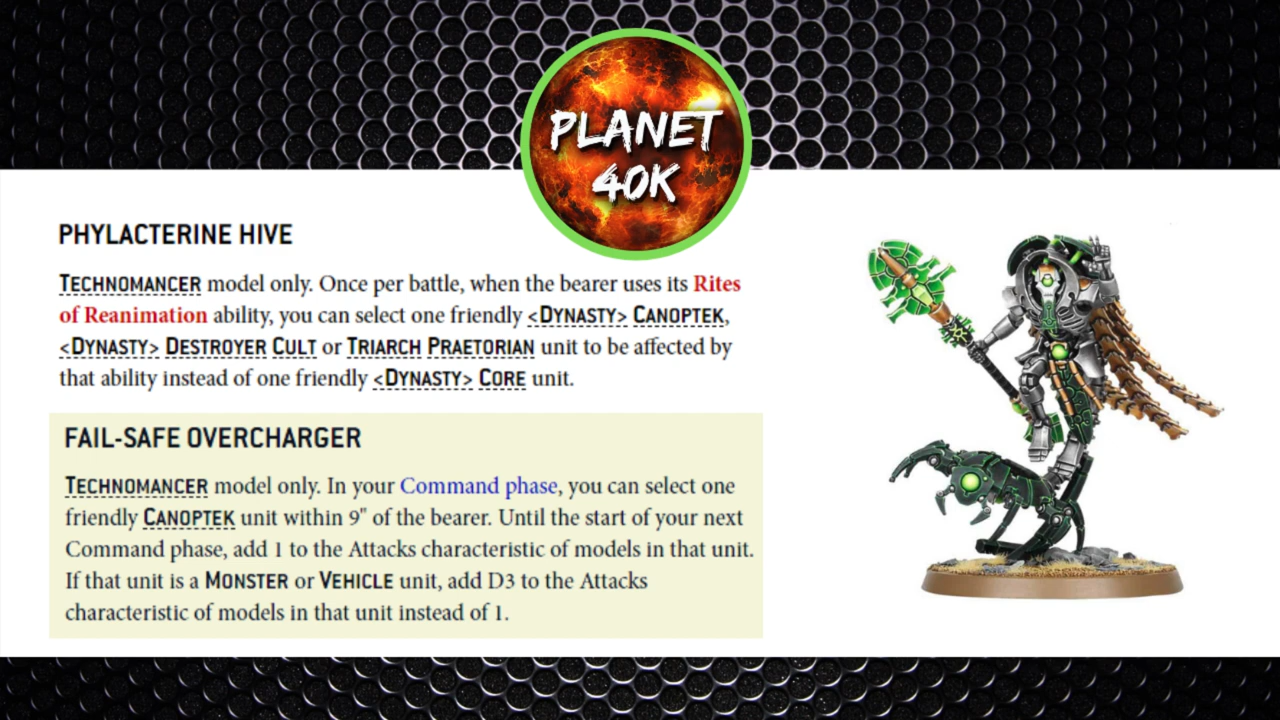 PLANET
40K
PHYLACTERINE HIVE
TECHNOMANCER model only. Once per battle, when the bearer uses its Rites
of Reanimation ability, you can select one friendly <DYNASTY> CANOPTEK,
<DYNASTY> DESTROYER CULT or TRIARCH PRAETORIAN unit to be affected by
that ability instead of one friendly <DYNASTY> CORE unit.
FAIL-SAFE OVERCHARGER
TECHNOMANCER model only. In your Command phase, you can select one
friendly CANOPTEK unit within 9" of the bearer. Until the start of your next
Command phase, add 1 to the Attacks characteristic of models in that unit.
If that unit is a MONSTER or VEHICLE unit, add D3 to the Attacks
characteristic of models in that unit instead of 1.